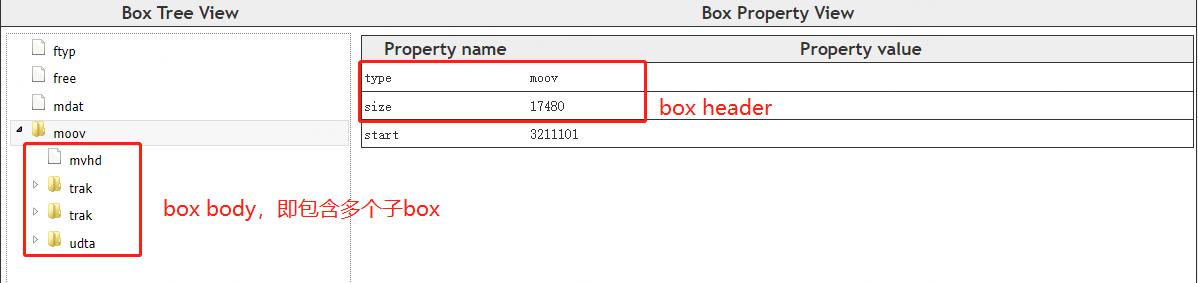 Box Tree View
Box Property View
ftyp
free
mdat
moov
mvhd
trak
trak
udta
box body，即包含多个子box
Property name Property value
type moov
size 17480
start 3211101
box header